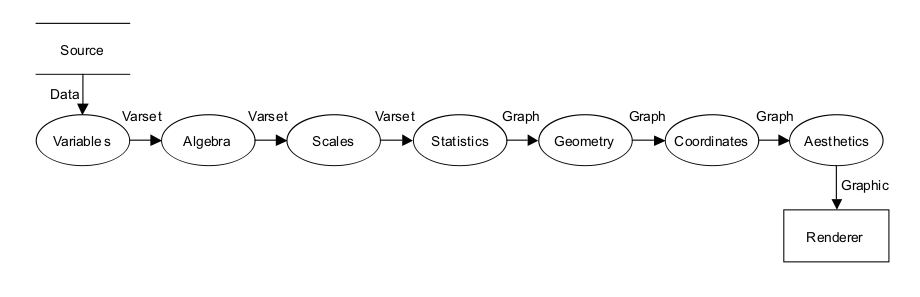 Source
Data
Varset Varset Varset Graph Graph Graph
Variables Algebra Scales Statistics Geometry Coordinates Aesthetics
Graphic
Renderer